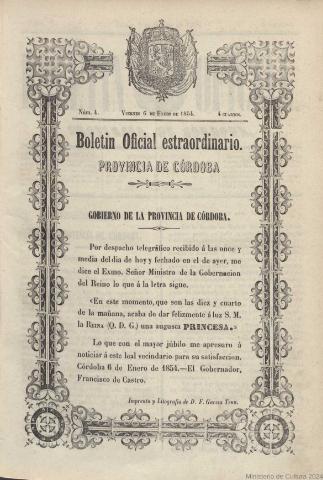 Núm. 4. Viernes 6 de Enero de 1854. 4 cuartos.
Boletin Oficial estraordinario.
PROVINCIA DE CÓRDOBA
GOBIERNO DE LA PROVINCIA DE CÓRDOBA.
Por despacho telegráfico recibido á las once y
media del dia de hoy y fechado en el de ayer, me
dice el Exmo. Señor Ministro de la Gobernacion
del Reino lo que á la letra sigue.
«En este momento, que son las diez y cuarto
de la mañana, acaba de dar felizmente á luz S. M.
la Reina (Q. D. G.) una augusta PRINCESA.»
Lo que con el mayor júbilo me apresuro á
noticiar á este leal vecindario para su satisfaccion.
Córdoba 6 de Enero de 1854.—El Gobernador,
Francisco de Castro.
Imprenta y Litografía de D. F. García Tena.
Ministerio de Cultura 2024